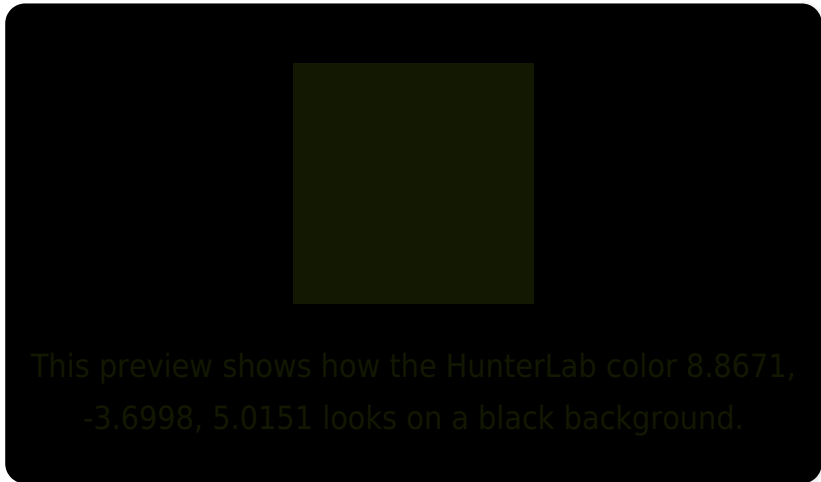 This preview shows how the HunterLab color 8.8671,
-3.6998, 5.0151 looks on a black background.